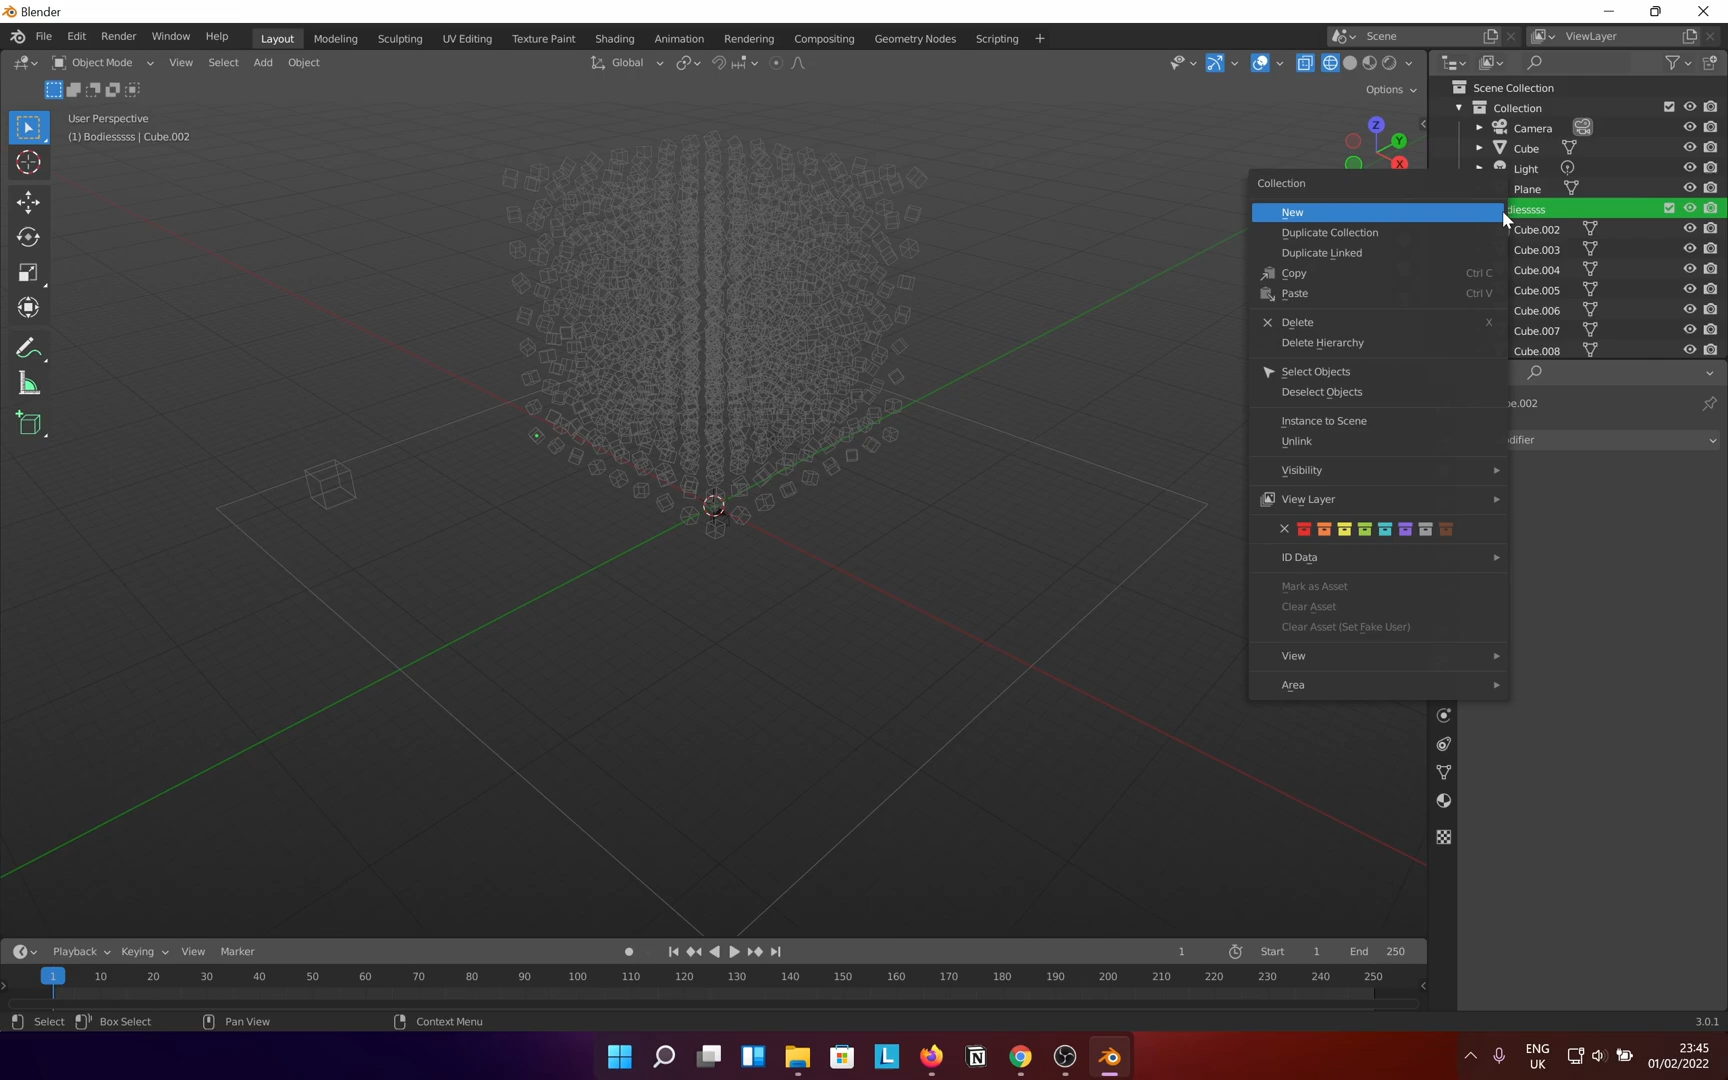 Blender
File Edit Render Window Help Layout Modeling Sculpting UV Editing Texture Paint Shading Animation Rendering Compositing Geometry Nodes Scripting + Scene ViewLayer
Object Mode View Select Add Object Global
Options
User Perspective
(1) Bodiesssss | Cube.002
Z
Y
X
Scene Collection
Collection
Camera
Cube
Light
Plane
diesssss
Cube.002
Cube.003
Cube.004
Cube.005
Cube.006
Cube.007
Cube.008
be.002
difier
Collection
New
Duplicate Collection
Duplicate Linked
Copy Ctrl C
Paste Ctrl V
Delete X
Delete Hierarchy
Select Objects
Deselect Objects
Instance to Scene
Unlink
Visibility
View Layer
ID Data
Mark as Asset
Clear Asset
Clear Asset (Set Fake User)
View
Area
Playback Keying View Marker 1 Start 1 End 250
1 10 20 30 40 50 60 70 80 90 100 110 120 130 140 150 160 170 180 190 200 210 220 230 240 250
Select Box Select Pan View Context Menu 3.0.1
L N ENG 23:45
UK 01/02/2022